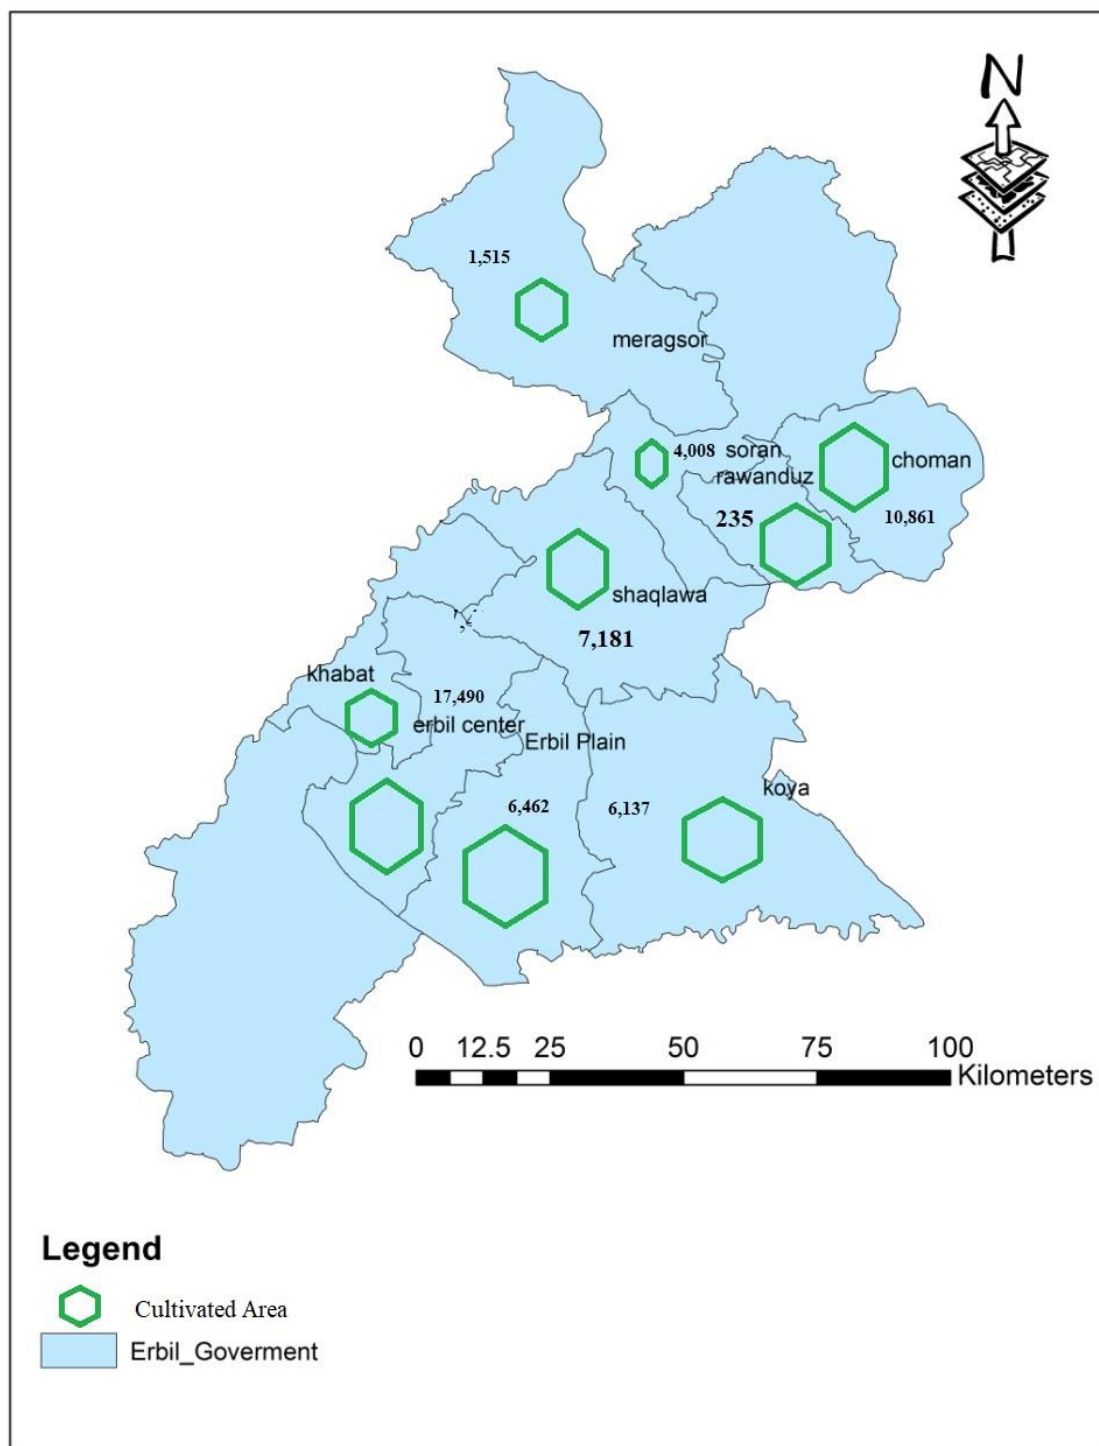 N
1,515
meragsor
4,008 soran
rawanduz
choman
235
10,861
shaqlawa
7,181
khabat
17,490
erbil center
Erbil Plain
koya
6,462
6,137
0 12.5 25 50 75 100
Kilometers
Legend
Cultivated Area
Erbil_Goverment